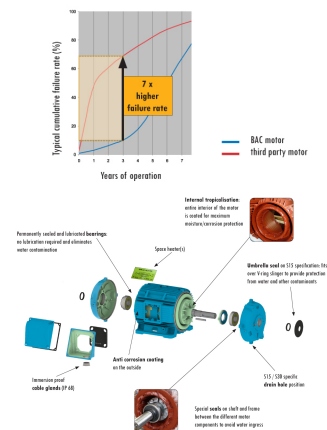 Typical cumulative failure rate (%)
100
80
60
40
20
0
7 x
higher
failure rate
0 1 2 3 4 5 6 7
Years of operation
BAC motor
third party motor
Internal tropicalisation:
entire interior of the motor
is coated for maximum
moisture/corrosion protection
Permanently sealed and lubricated bearings:
no lubrication required and eliminates
water contamination
Space heater(s)
Umbrella seal on S15 specification: fits
over V-ring slinger to provide protection
from water and other contaminants
Anti corrosion coating
on the outside
Immersion proof
cable glands (IP 68)
S15 / S30 specific
drain hole position
Special seals on shaft and frame
between the different motor
components to avoid water ingress